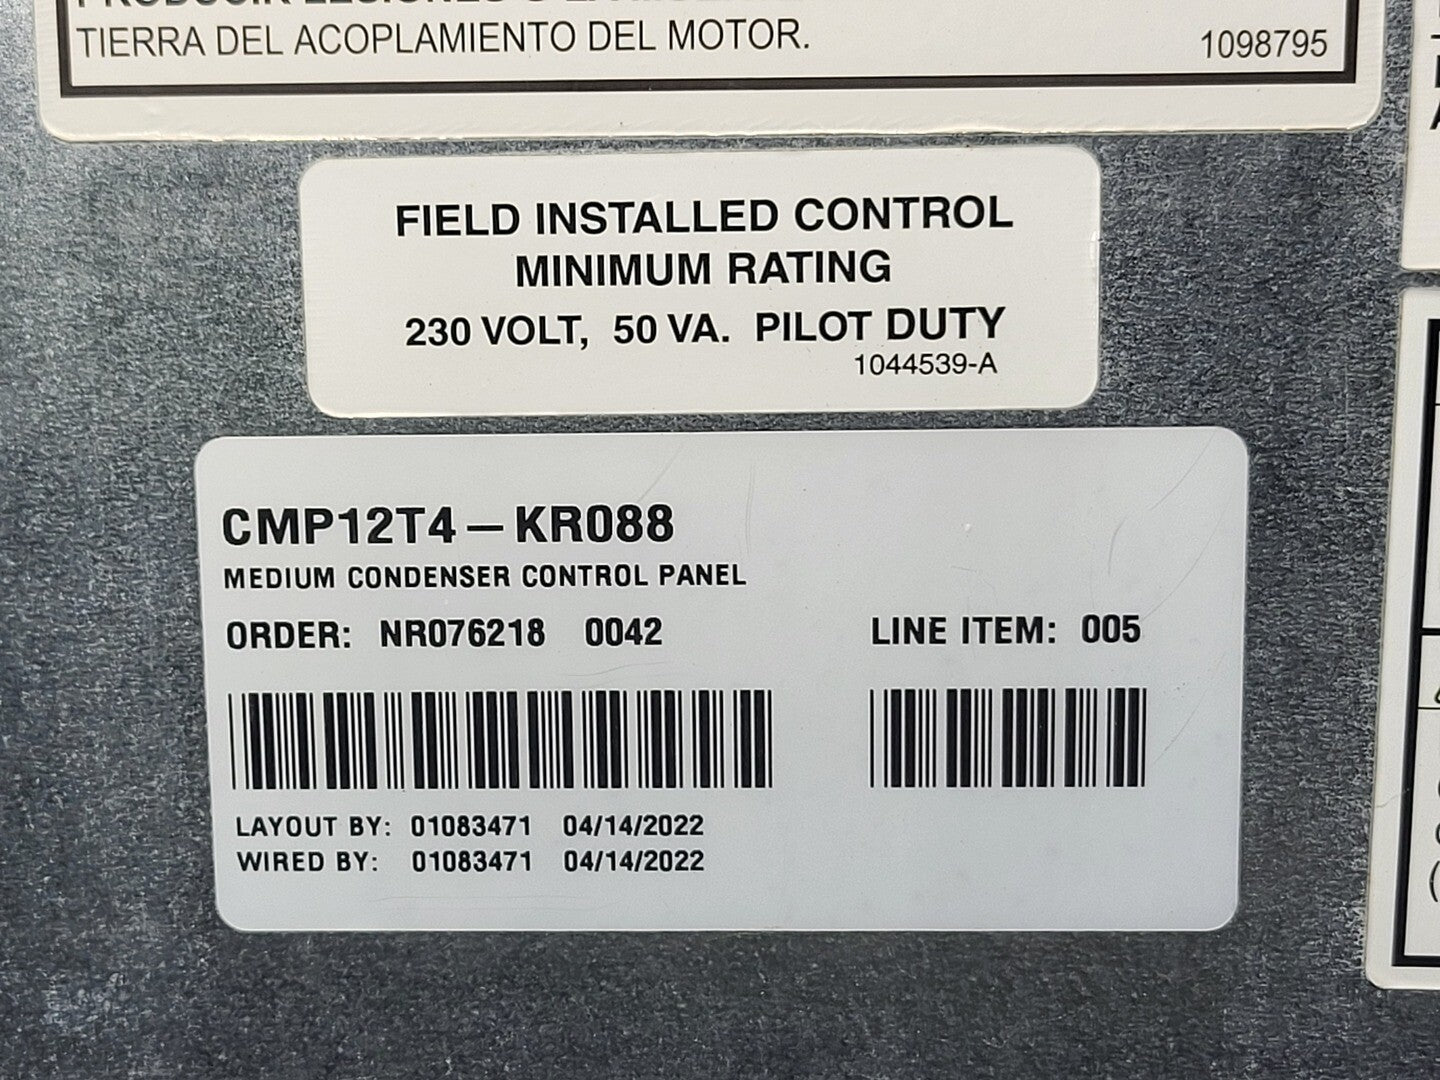 TIERRA DEL ACOPLAMIENTO DEL MOTOR.
1098795
FIELD INSTALLED CONTROL
MINIMUM RATING
230 VOLT, 50 VA. PILOT DUTY
1044539-A
CMP12T4-KR088
MEDIUM CONDENSER CONTROL PANEL
ORDER: NR076218 0042 LINE ITEM: 005
LAYOUT BY: 01083471 04/14/2022
WIRED BY: 01083471 04/14/2022